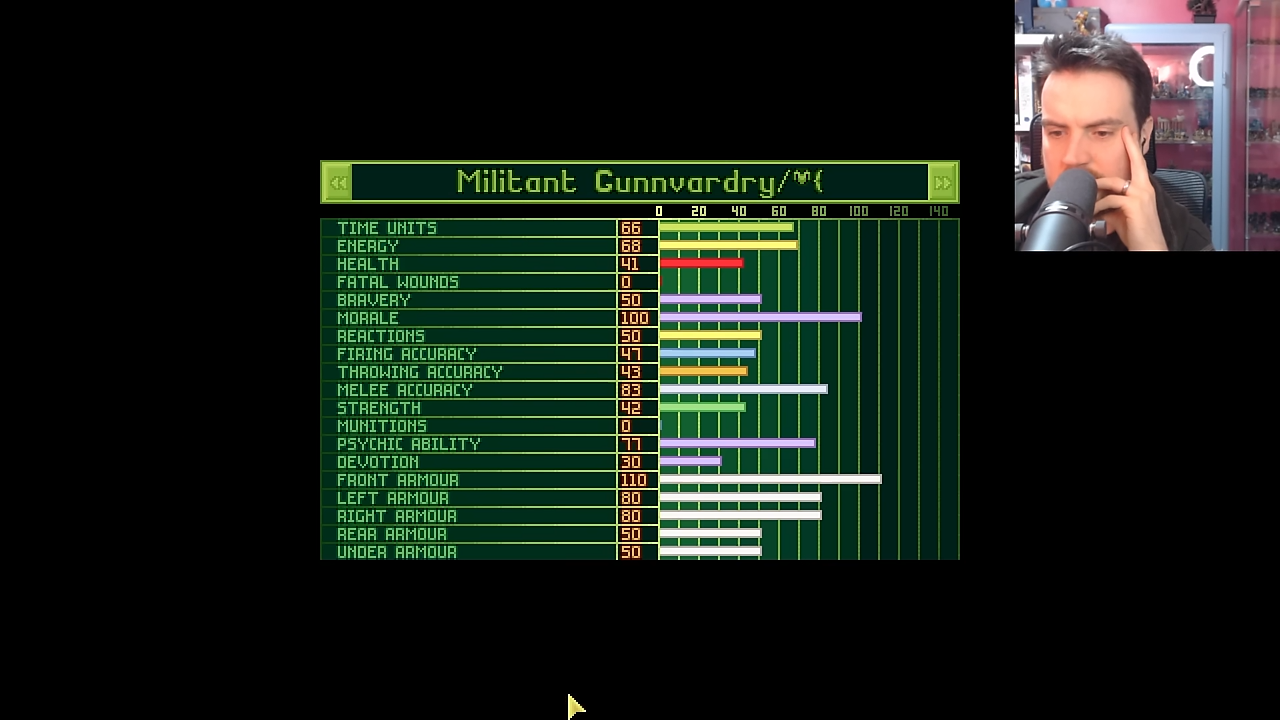 Militant Gunnvardry/♥{
0 20 40 60 80 100 120 140
TIME UNITS 66
ENERGY 68
HEALTH 41
FATAL WOUNDS 0
BRAVERY 50
MORALE 100
REACTIONS 50
FIRING ACCURACY 47
THROWING ACCURACY 43
MELEE ACCURACY 83
STRENGTH 42
MUNITIONS 0
PSYCHIC ABILITY 77
DEVOTION 30
FRONT ARMOUR 110
LEFT ARMOUR 80
RIGHT ARMOUR 80
REAR ARMOUR 50
UNDER ARMOUR 50